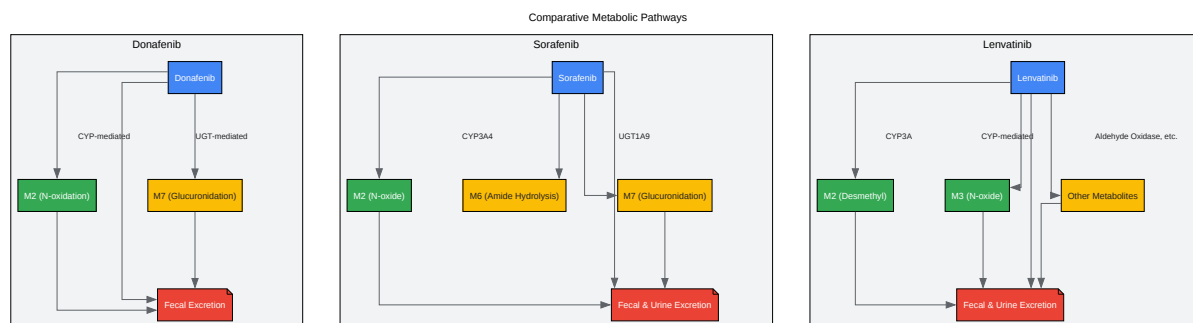 Comparative Metabolic Pathways
Donafenib
Donafenib
CYP-mediated
UGT-mediated
M2 (N-oxidation)
M7 (Glucuronidation)
Fecal Excretion
Sorafenib
Sorafenib
CYP3A4
UGT1A9
M2 (N-oxide)
M6 (Amide Hydrolysis)
M7 (Glucuronidation)
Fecal & Urine Excretion
Lenvatinib
Lenvatinib
CYP3A
CYP-mediated
Aldehyde Oxidase, etc.
M2 (Desmethyl)
M3 (N-oxide)
Other Metabolites
Fecal & Urine Excretion